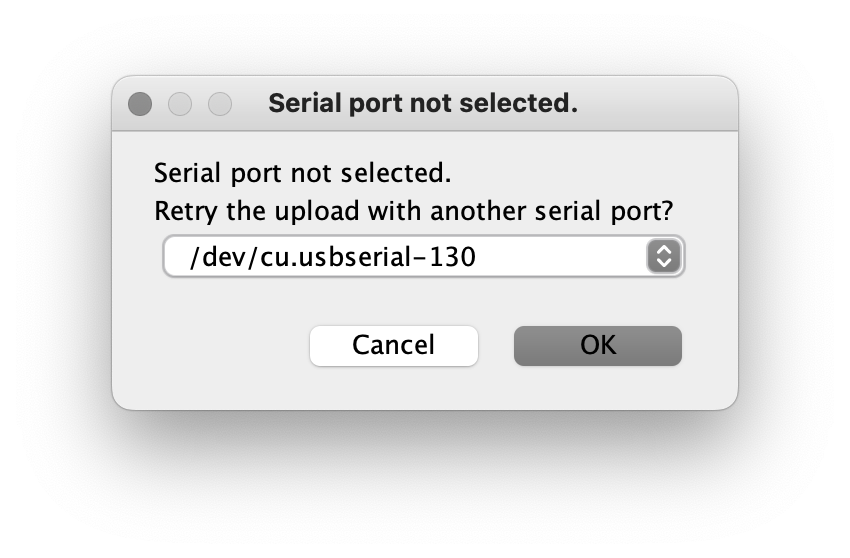 Serial port not selected.
Serial port not selected.
Retry the upload with another serial port?
/dev/cu.usbserial-130
Cancel
OK